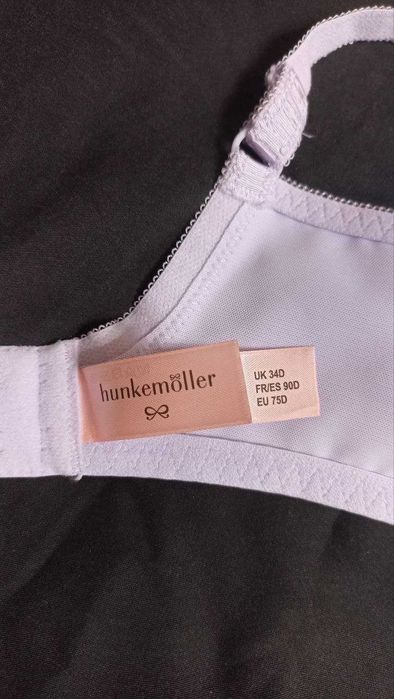 hunkemöller
UK 34D
FR/ES 90D
EU 75D